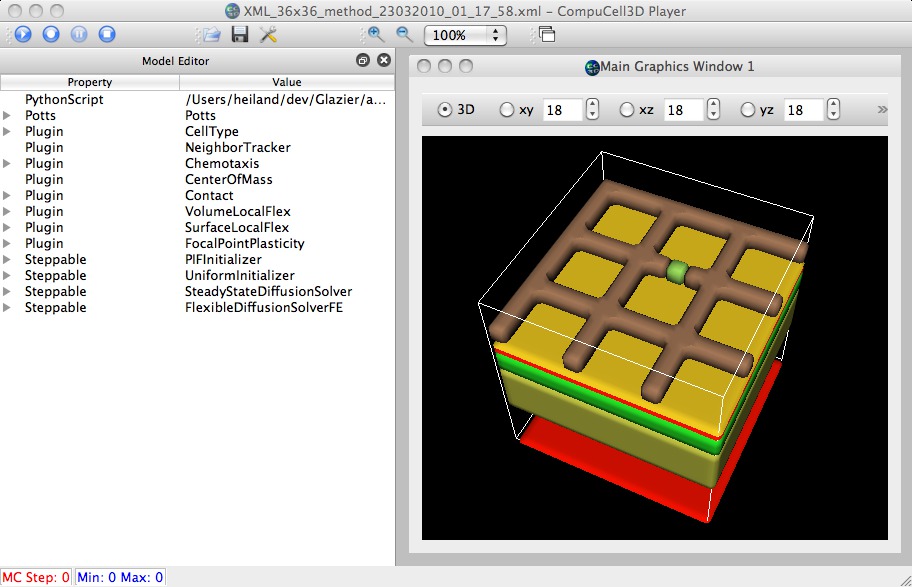 XML_36x36_method_23032010_01_17_58.xml - CompuCell3D Player
100%
Model Editor
Property Value
PythonScript /Users/heiland/dev/Glazier/a...
Potts Potts
Plugin CellType
Plugin NeighborTracker
Plugin Chemotaxis
Plugin CenterOfMass
Plugin Contact
Plugin VolumeLocalFlex
Plugin SurfaceLocalFlex
Plugin FocalPointPlasticity
Steppable PIFInitializer
Steppable UniformInitializer
Steppable SteadyStateDiffusionSolver
Steppable FlexibleDiffusionSolverFE
Main Graphics Window 1
3D xy 18 xz 18 yz 18 »
MC Step: 0 Min: 0 Max: 0